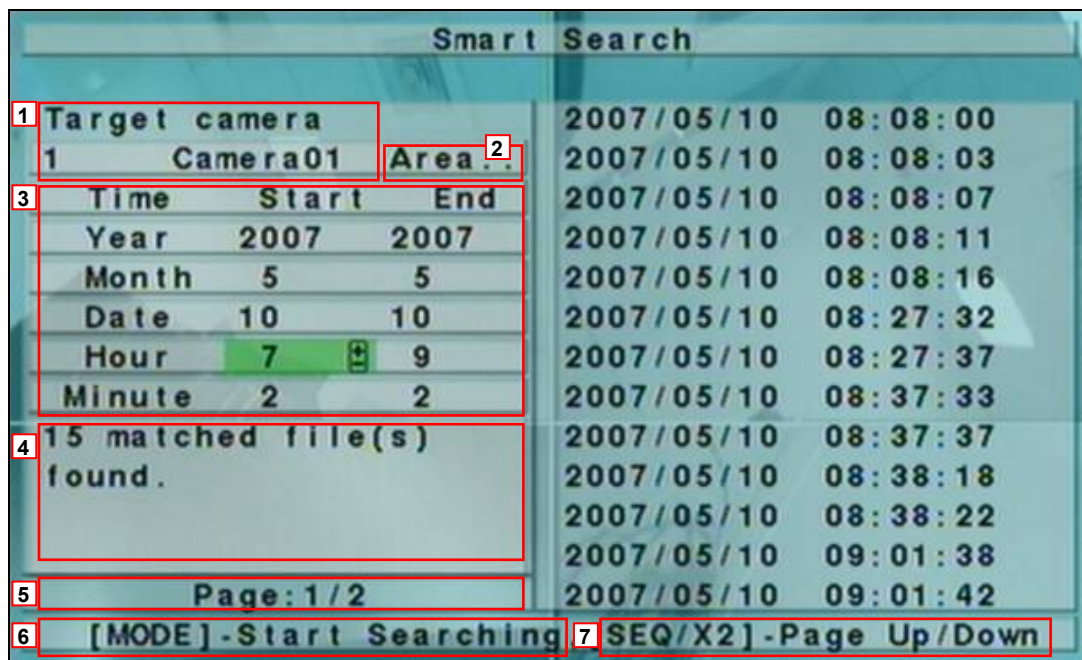 Smart Search
1 Target camera
1 Camera01 Area.. 2
3 Time Start End
Year 2007 2007
Month 5 5
Date 10 10
Hour 7 9
Minute 2 2
4 15 matched file(s)
found.
5 Page:1/2
2007/05/10 08:08:00
2007/05/10 08:08:03
2007/05/10 08:08:07
2007/05/10 08:08:11
2007/05/10 08:08:16
2007/05/10 08:27:32
2007/05/10 08:27:37
2007/05/10 08:37:33
2007/05/10 08:37:37
2007/05/10 08:38:18
2007/05/10 08:38:22
2007/05/10 09:01:38
2007/05/10 09:01:42
6 [MODE]-Start Searching, 7 SEQ/X2]-Page Up/Down